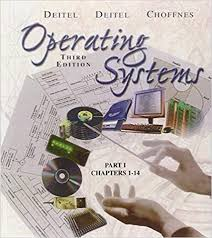 DEITEL DEITEL CHOFFNES
Operating
THIRD
EDITION
Systems
PART I
CHAPTERS 1-14